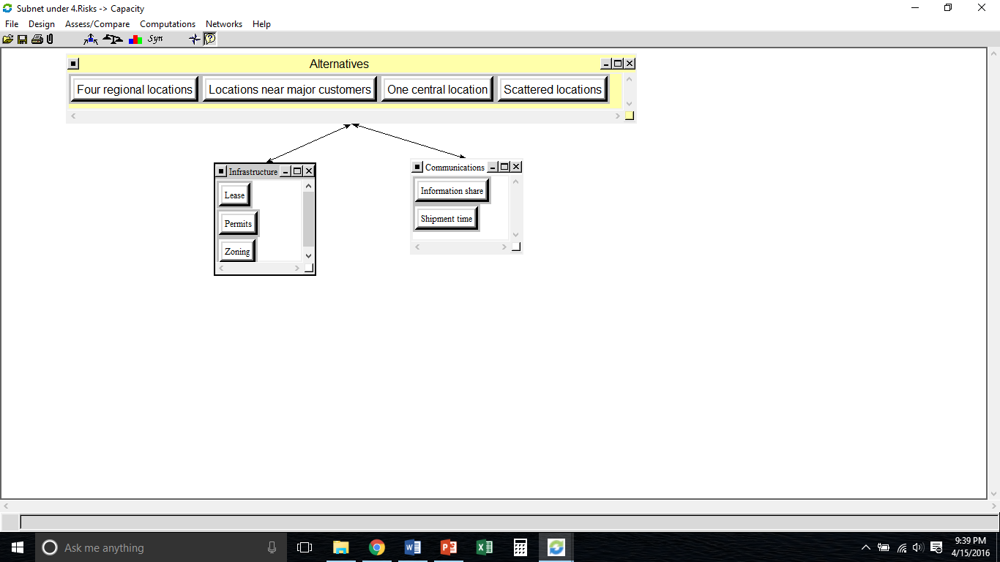 Subnet under 4.Risks -> Capacity
File Design Assess/Compare Computations Networks Help
Syn
Alternatives
Four regional locations Locations near major customers One central location Scattered locations
Infrastructure
Lease
Permits
Zoning
Communications
Information share
Shipment time
Ask me anything
9:39 PM
4/15/2016